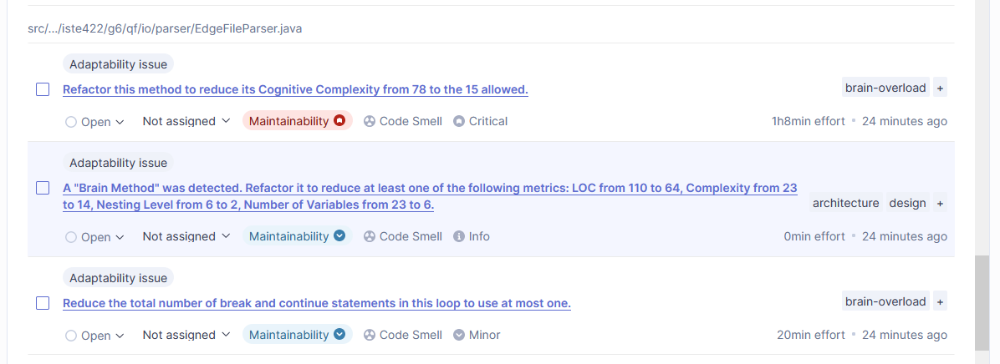 src/.../iste422/g6/qf/io/parser/EdgeFileParser.java
Adaptability issue
Refactor this method to reduce its Cognitive Complexity from 78 to the 15 allowed.
brain-overload +
Open Not assigned Maintainability Code Smell Critical 1h8min effort • 24 minutes ago
Adaptability issue
A "Brain Method" was detected. Refactor it to reduce at least one of the following metrics: LOC from 110 to 64, Complexity from 23
to 14, Nesting Level from 6 to 2, Number of Variables from 23 to 6.
architecture design +
Open Not assigned Maintainability Code Smell Info 0min effort • 24 minutes ago
Adaptability issue
Reduce the total number of break and continue statements in this loop to use at most one.
brain-overload +
Open Not assigned Maintainability Code Smell Minor 20min effort • 24 minutes ago